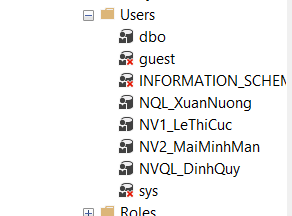 Users
dbo
guest
INFORMATION_SCHEM
NQL_XuanNuong
NV1_LeThiCuc
NV2_MaiMinhMan
NVQL_DinhQuy
sys
Roles